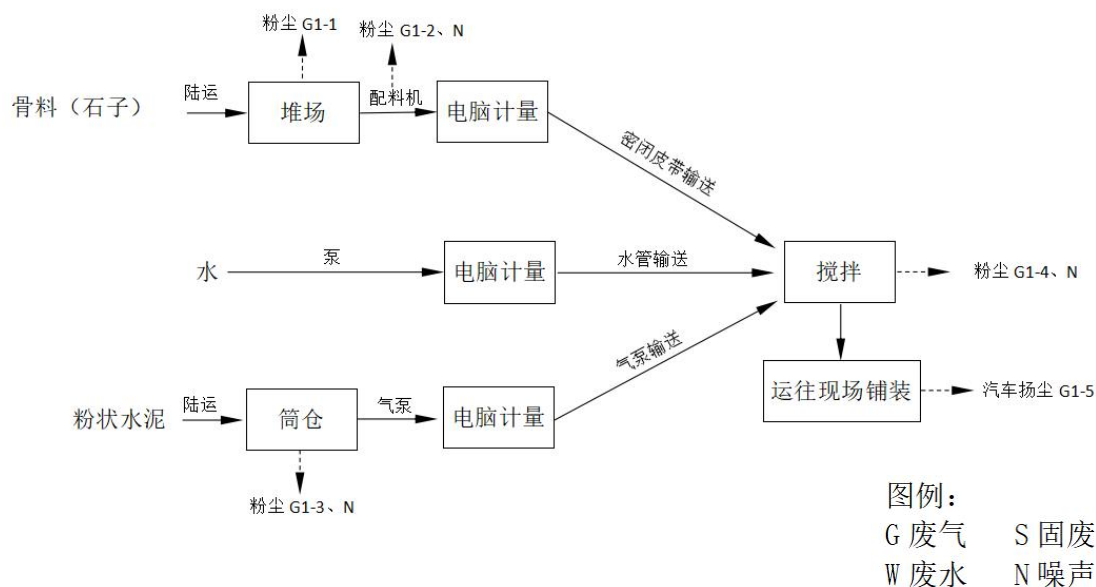 粉尘 G1-1
粉尘 G1-2、N
骨料（石子）
陆运
堆场
配料机
电脑计量
密闭皮带输送
水
泵
电脑计量
水管输送
搅拌
粉尘 G1-4、N
气泵输送
粉状水泥
陆运
筒仓
气泵
电脑计量
运往现场铺装
汽车扬尘 G1-5
粉尘 G1-3、N
图例：
G 废气 S 固废
W 废水 N 噪声